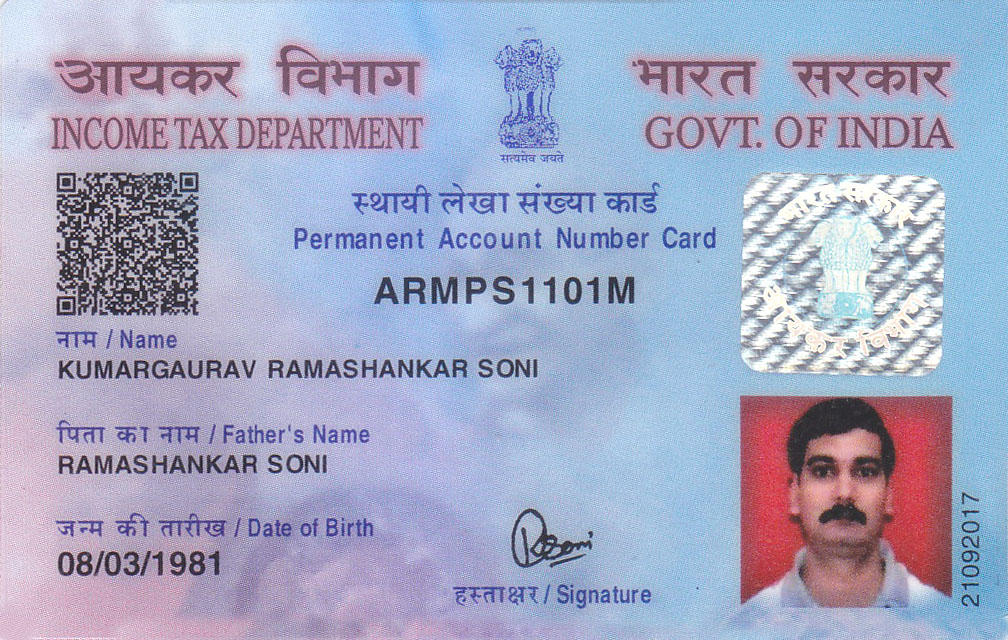 आयकर विभाग
INCOME TAX DEPARTMENT
सत्यमेव जयते
भारत सरकार
GOVT. OF INDIA
स्थायी लेखा संख्या कार्ड
Permanent Account Number Card
ARMPS1101M
भारत सरकार
आयकर विभाग
नाम / Name
KUMARGAURAV RAMASHANKAR SONI
पिता का नाम / Father's Name
RAMASHANKAR SONI
जन्म की तारीख / Date of Birth
08/03/1981
RSoni
हस्ताक्षर / Signature
21092017